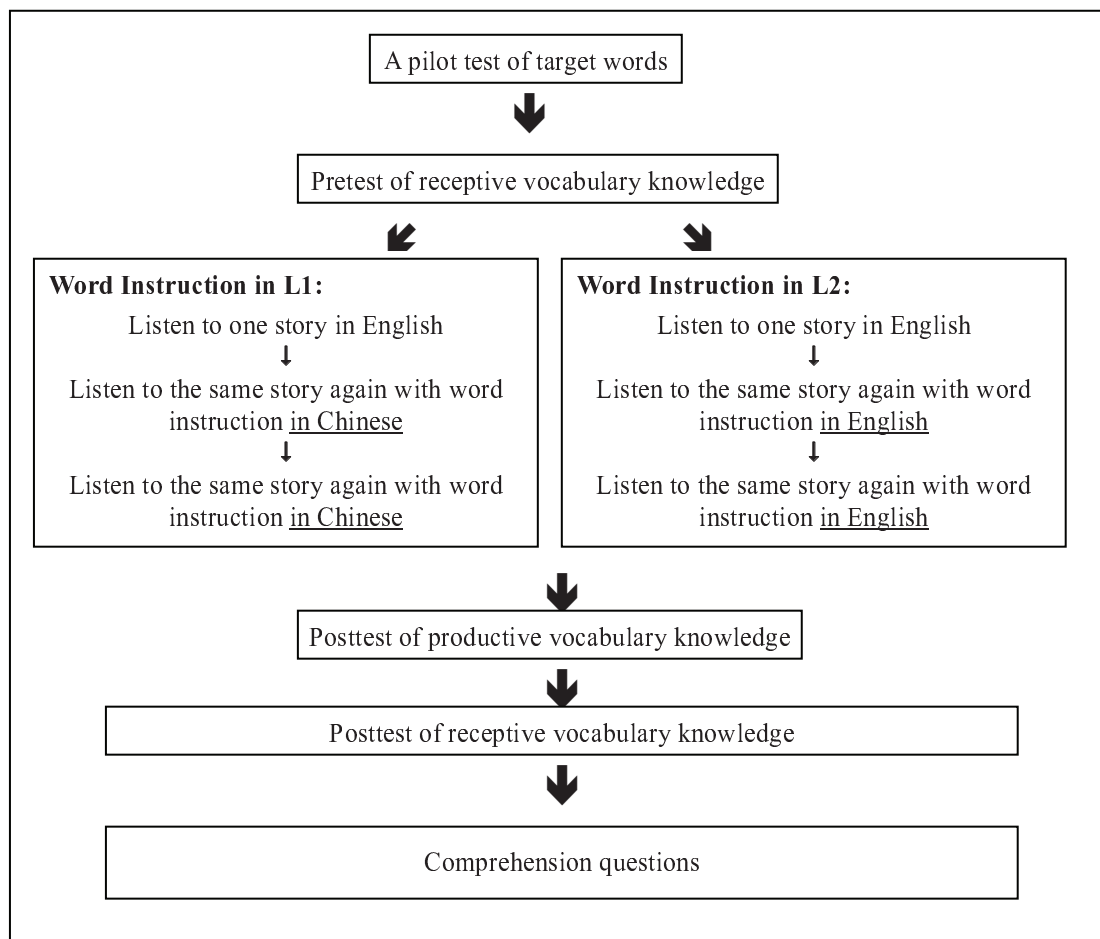 A pilot test of target words
Pretest of receptive vocabulary knowledge
Word Instruction in L1:
Listen to one story in English
Listen to the same story again with word
instruction in Chinese
Listen to the same story again with word
instruction in Chinese
Word Instruction in L2:
Listen to one story in English
Listen to the same story again with word
instruction in English
Listen to the same story again with word
instruction in English
Posttest of productive vocabulary knowledge
Posttest of receptive vocabulary knowledge
Comprehension questions